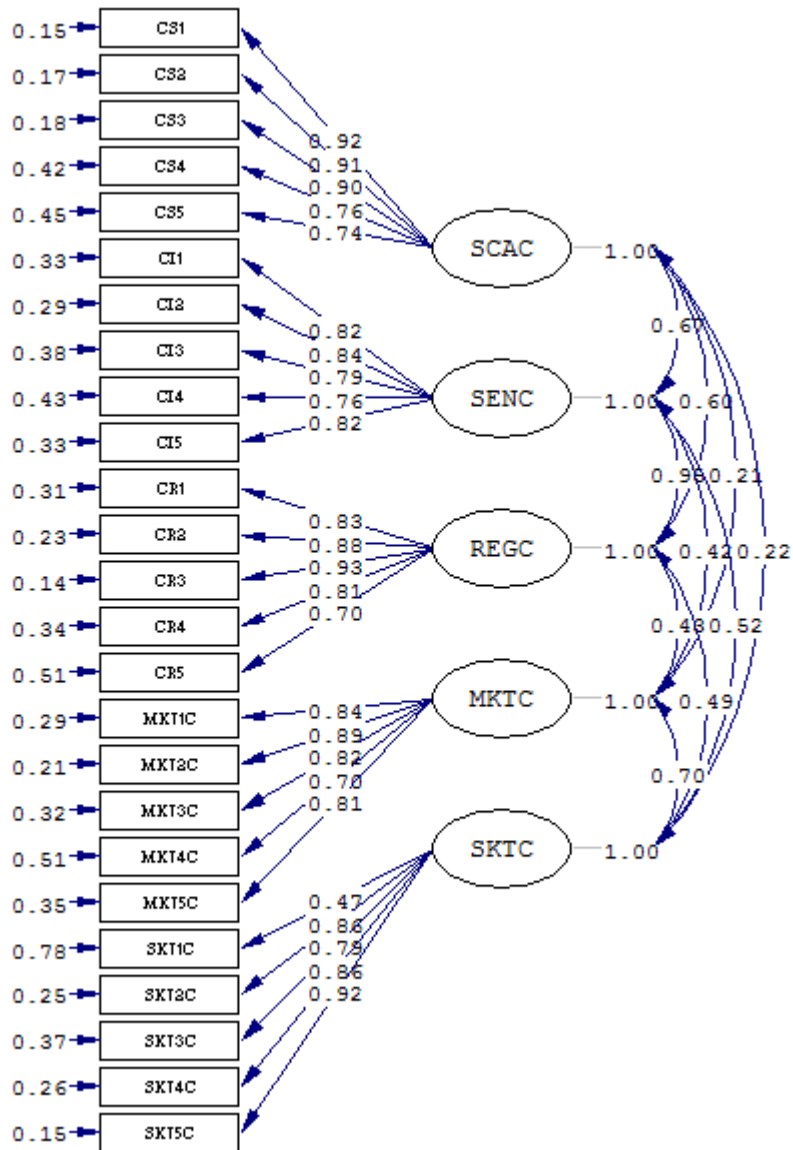 0.15 CS1
0.17 CS2
0.18 CS3
0.92
0.91
0.42 CS4
0.90
0.76
0.45 CS5
0.74
SCAC 1.00
0.33 CI1
0.29 CI2
0.82
0.67
0.38 CI3
0.84
0.79
0.43 CI4
0.76
SENC 1.00 0.60
0.33 CI5
0.82
0.31 CR1
0.21
0.23 CR2
0.83
0.88
0.14 CR3
0.93
REGC 1.00 0.42 0.22
0.34 CR4
0.81
0.70
0.43 0.52
0.51 CR5
0.29 MKT1C
0.84
MKTC 1.00 0.49
0.21 MKT2C
0.89
0.82
0.70
0.32 MKT3C
0.70
0.81
0.51 MKT4C
SKTC 1.00
0.35 MKT5C
0.47
0.78 SKT1C
0.86
0.79
0.25 SKT2C
0.86
0.92
0.37 SKT3C
0.26 SKT4C
0.15 SKT5C